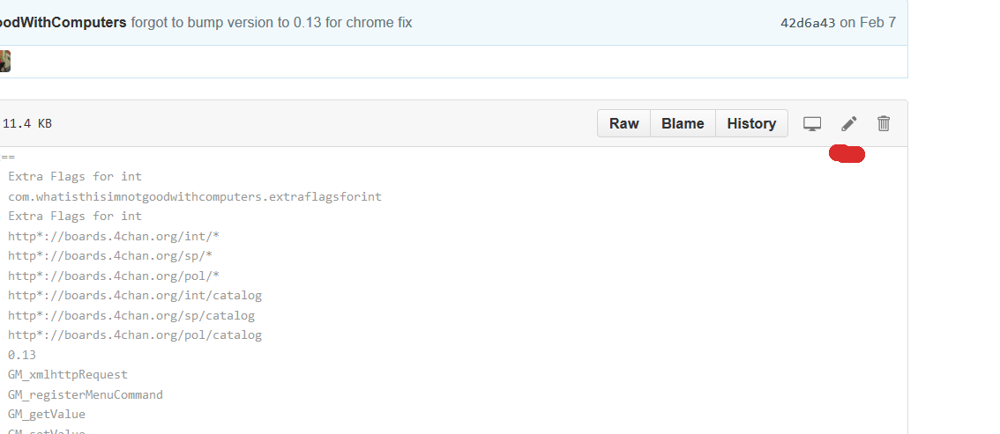 oodWithComputers forgot to bump version to 0.13 for chrome fix 42d6a43 on Feb 7
11.4 KB Raw Blame History
==
Extra Flags for int
com.whatisthisimnotgoodwithcomputers.extraflagsforint
Extra Flags for int
http*://boards.4chan.org/int/*
http*://boards.4chan.org/sp/*
http*://boards.4chan.org/pol/*
http*://boards.4chan.org/int/catalog
http*://boards.4chan.org/sp/catalog
http*://boards.4chan.org/pol/catalog
0.13
GM_xmlhttpRequest
GM_registerMenuCommand
GM_getValue
GM_setValue